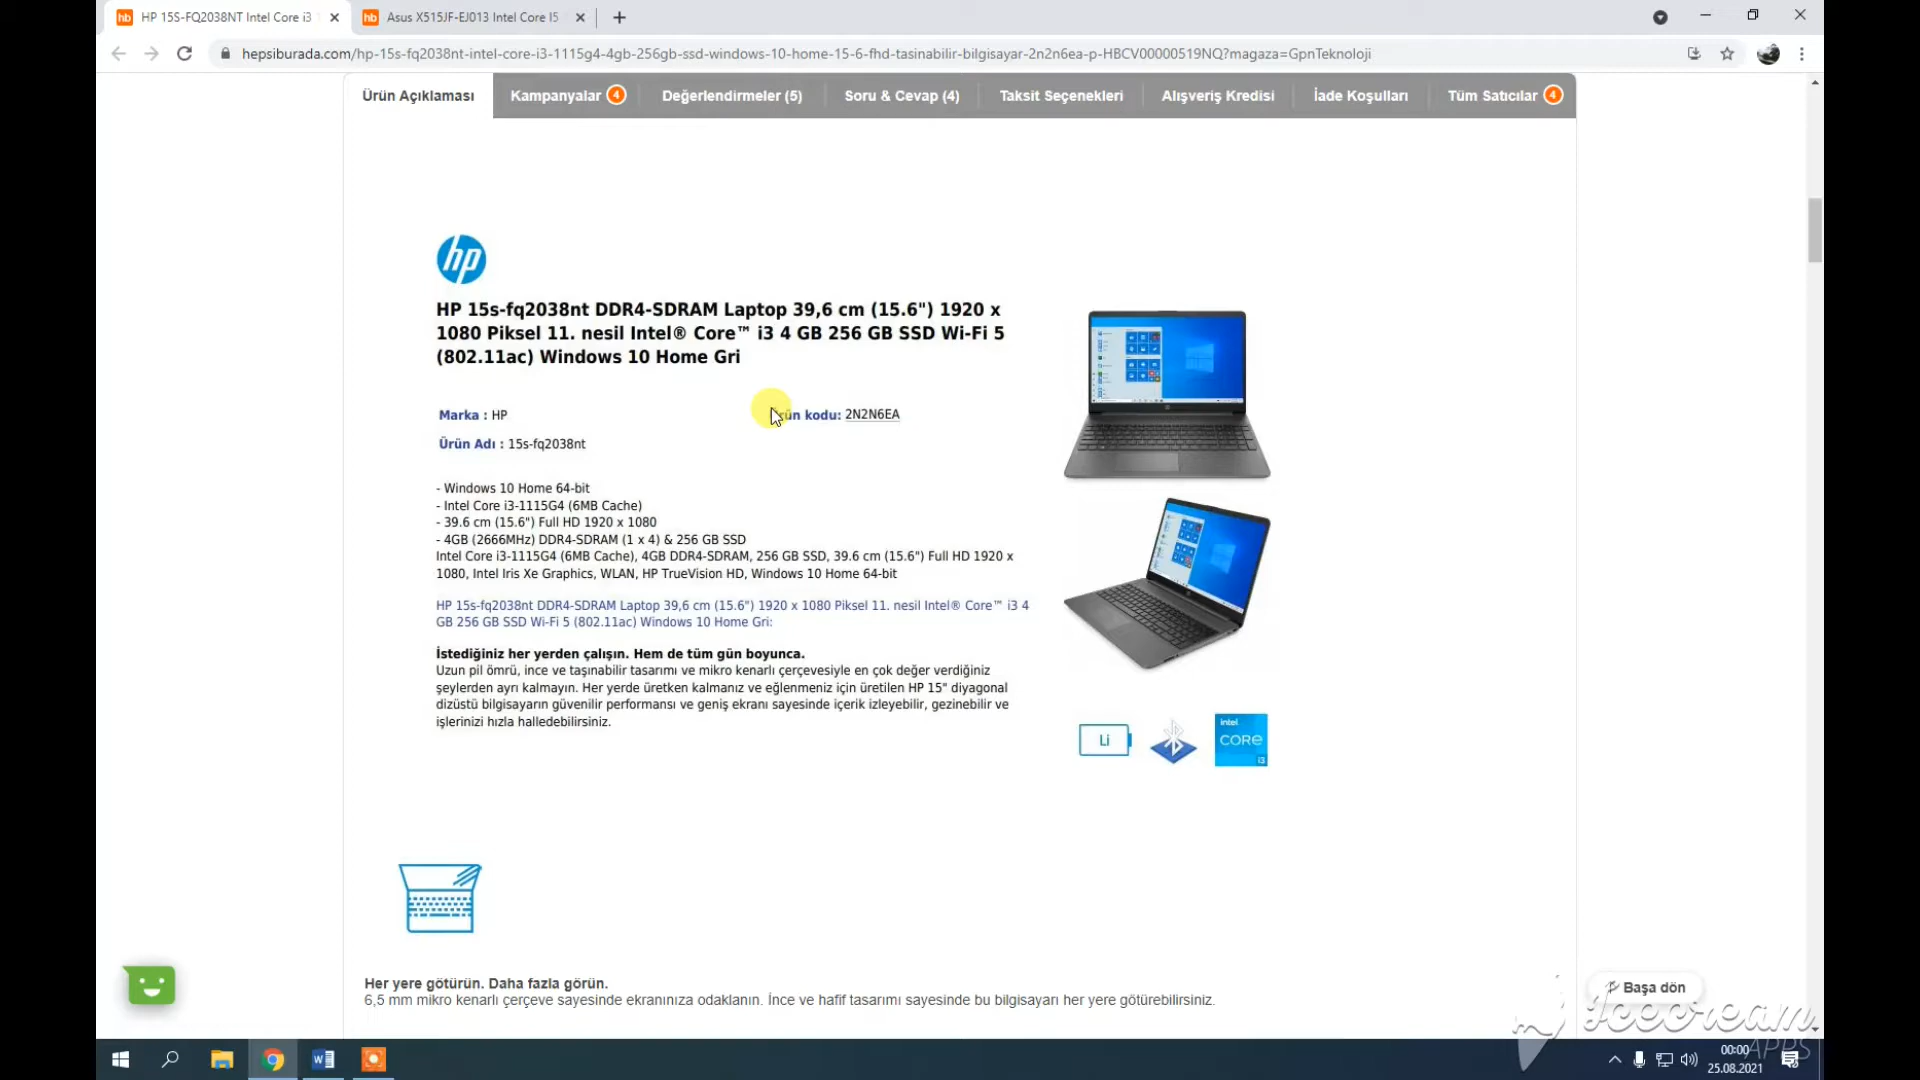 HP 15S-FQ2038NT Intel Core i3
Asus X515JF-EJ013 Intel Core I5
hepsiburada.com/hp-15s-fq2038nt-intel-core-i3-1115g4-4gb-256gb-ssd-windows-10-home-15-6-fhd-tasinabilir-bilgisayar-2n2n6ea-p-HBCV00000519NQ?magaza=GpnTeknoloji
Ürün Açıklaması Kampanyalar 4 Değerlendirmeler (5) Soru & Cevap (4) Taksit Seçenekleri Alışveriş Kredisi İade Koşulları Tüm Satıcılar 4
hp
HP 15s-fq2038nt DDR4-SDRAM Laptop 39,6 cm (15.6") 1920 x
1080 Piksel 11. nesil Intel® Core™ i3 4 GB 256 GB SSD Wi-Fi 5
(802.11ac) Windows 10 Home Gri
Marka : HP
kodu: 2N2N6EA
Ürün Adı : 15s-fq2038nt
- Windows 10 Home 64-bit
- Intel Core i3-1115G4 (6MB Cache)
- 39.6 cm (15.6") Full HD 1920 x 1080
- 4GB (2666MHz) DDR4-SDRAM (1 x 4) & 256 GB SSD
Intel Core i3-1115G4 (6MB Cache), 4GB DDR4-SDRAM, 256 GB SSD, 39.6 cm (15.6") Full HD 1920 x
1080, Intel Iris Xe Graphics, WLAN, HP TrueVision HD, Windows 10 Home 64-bit
HP 15s-fq2038nt DDR4-SDRAM Laptop 39,6 cm (15.6") 1920 x 1080 Piksel 11. nesil Intel® Core™ i3 4
GB 256 GB SSD Wi-Fi 5 (802.11ac) Windows 10 Home Gri:
İstediğiniz her yerden çalışın. Hem de tüm gün boyunca.
Uzun pil ömrü, ince ve taşınabilir tasarımı ve mikro kenarlı çerçevesiyle en çok değer verdiğiniz
şeylerden ayrı kalmayın. Her yerde üretken kalmanız ve eğlenmeniz için üretilen HP 15" diyagonal
dizüstü bilgisayarın güvenilir performansı ve geniş ekranı sayesinde içerik izleyebilir, gezinebilir ve
işlerinizi hızla halledebilirsiniz.
Li
intel
CORE
i3
Her yere götürün. Daha fazla görün.
6,5 mm mikro kenarlı çerçeve sayesinde ekranınıza odaklanın. İnce ve hafif tasarımı sayesinde bu bilgisayarı her yere götürebilirsiniz.
Başa dön
Icecream
APPS
00:00
25.08.2021